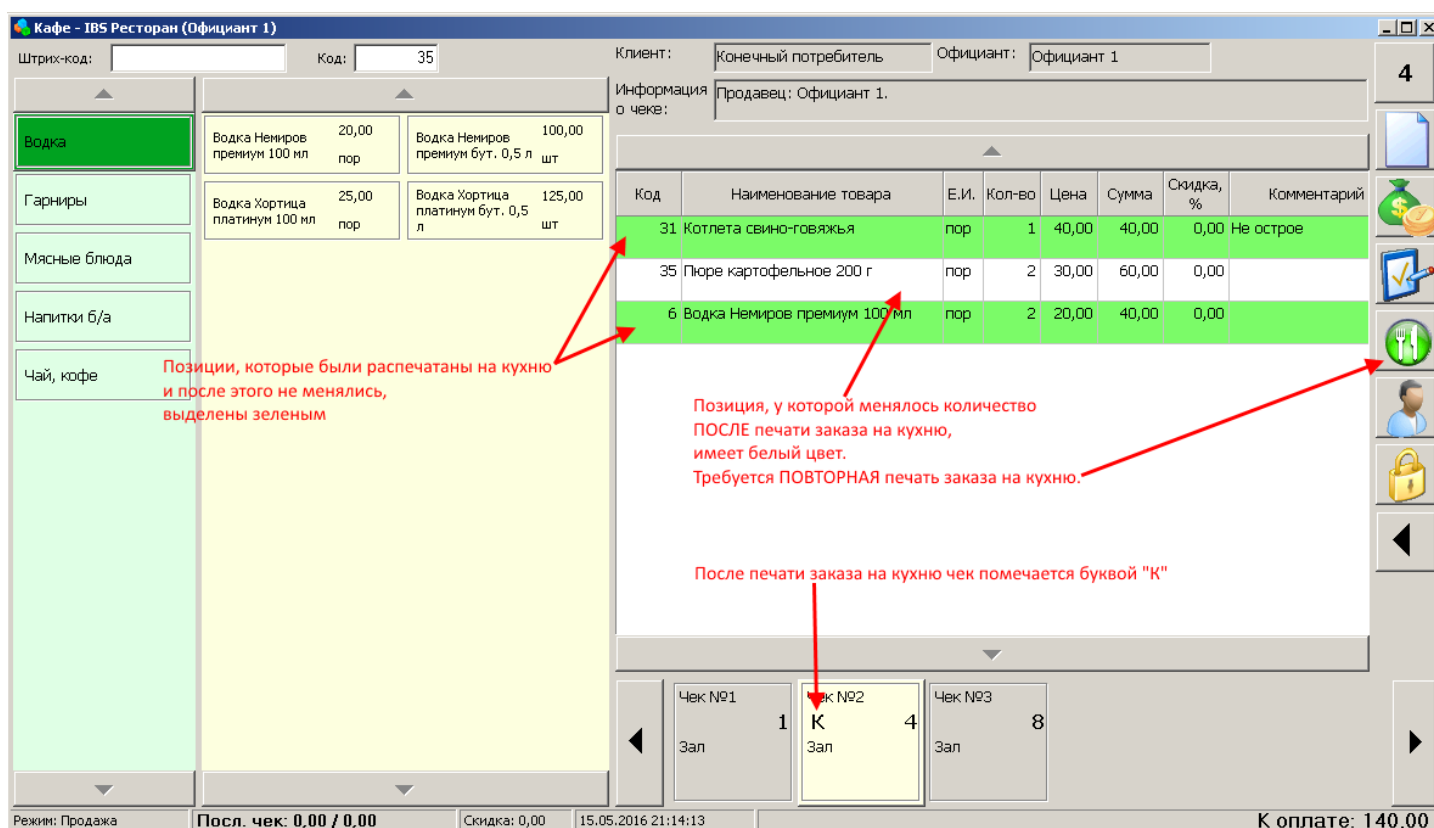 Кафе - IBS Ресторан (Официант 1)
Штрих-код:
Код: 35
Клиент: Конечный потребитель
Официант: Официант 1
4
Информация о чеке:
Продавец: Официант 1.
Водка
Гарниры
Мясные блюда
Напитки б/а
Чай, кофе
Водка Немиров 20,00
премиум 100 мл пор
Водка Немиров 100,00
премиум бут. 0,5 л шт
Водка Хортица 25,00
платинум 100 мл пор
Водка Хортица 125,00
платинум бут. 0,5
л шт
Код Наименование товара Е.И. Кол-во Цена Сумма Скидка, % Комментарий
31 Котлета свино-говяжья пор 1 40,00 40,00 0,00 Не острое
35 Пюре картофельное 200 г пор 2 30,00 60,00 0,00
6 Водка Немиров премиум 100 мл пор 2 20,00 40,00 0,00
Позиции, которые были распечатаны на кухню
и после этого не менялись,
выделены зеленым
Позиция, у которой менялось количество
ПОСЛЕ печати заказа на кухню,
имеет белый цвет.
Требуется ПОВТОРНАЯ печать заказа на кухню.
После печати заказа на кухню чек помечается буквой "К"
Чек №1
1
Зал
Чек №2
К 4
Зал
Чек №3
8
Зал
Режим: Продажа
Посл. чек: 0,00 / 0,00
Скидка: 0,00
15.05.2016 21:14:13
К оплате: 140,00